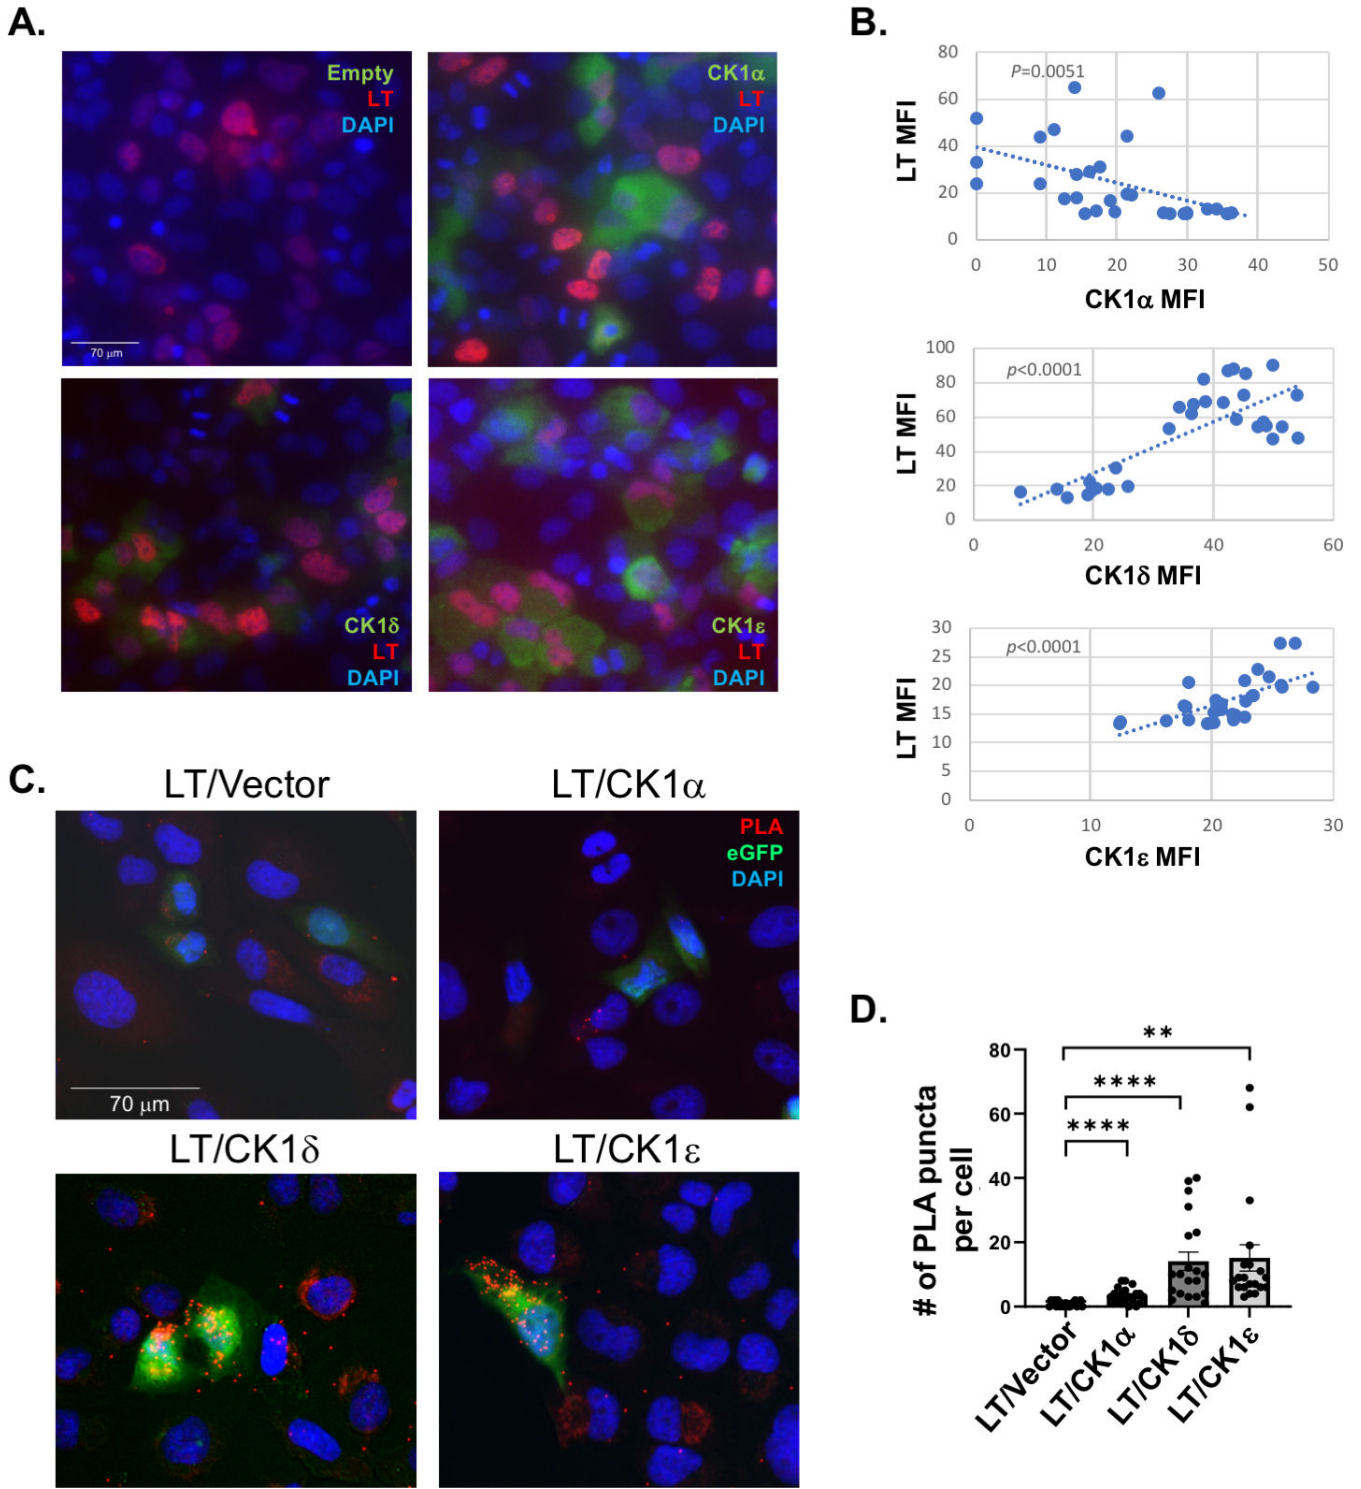 A.
Empty
LT
DAPI
70 μm
CK1α
LT
DAPI
CK1δ
LT
DAPI
CK1ε
LT
DAPI
B.
P=0.0051
LT MFI
80
60
40
20
0
0 10 20 30 40 50
CK1α MFI
p<0.0001
LT MFI
100
80
60
40
20
0
0 20 40 60
CK1δ MFI
p<0.0001
LT MFI
30
25
20
15
10
5
0
0 10 20 30
CK1ε MFI
C.
LT/Vector
70 μm
LT/CK1α
PLA
eGFP
DAPI
LT/CK1δ
LT/CK1ε
D.
# of PLA puncta
per cell
80
60
40
20
0
**
****
****
LT/Vector
LT/CK1α
LT/CK1δ
LT/CK1ε